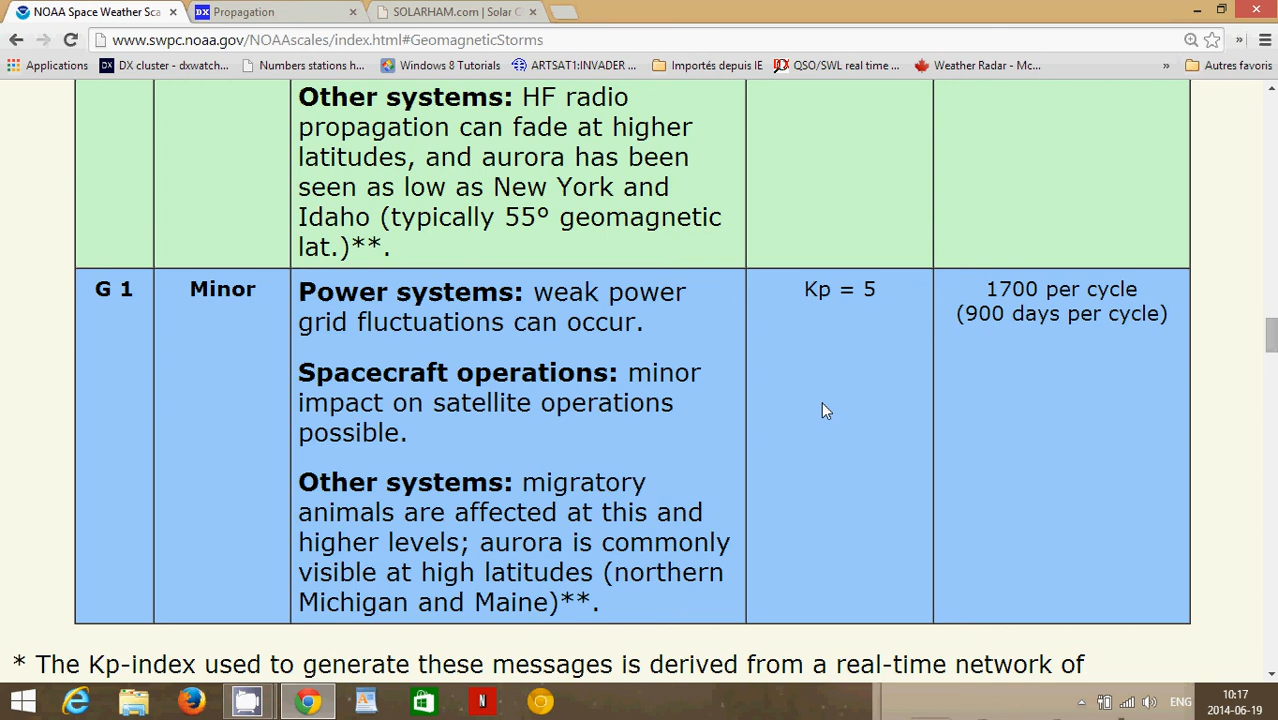 NOAA Space Weather Sca
Propagation
SOLARHAM.com | Solar C
www.swpc.noaa.gov/NOAAscales/index.html#GeomagneticStorms
Applications
DX cluster - dxwatch...
Numbers stations h...
Windows 8 & Tutorials
ARTSAT1:INVADER ...
Importés depuis IE
QSO/SWL real time ...
Weather Radar - Mc...
»
Autres favoris
Other systems: HF radio
propagation can fade at higher
latitudes, and aurora has been
seen as low as New York and
Idaho (typically 55º geomagnetic
lat.)**.
G 1
Minor
Power systems: weak power
grid fluctuations can occur.
Spacecraft operations: minor
impact on satellite operations
possible.
Other systems: migratory
animals are affected at this and
higher levels; aurora is commonly
visible at high latitudes (northern
Michigan and Maine)**.
Kp = 5
1700 per cycle
(900 days per cycle)
* The Kp-index used to generate these messages is derived from a real-time network of
ENG
10:17
2014-06-19